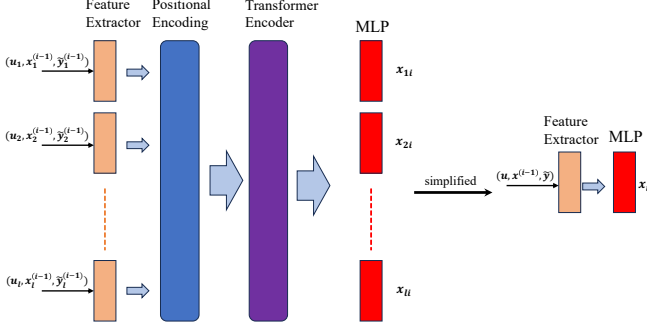 Feature
Extractor
Positional
Encoding
Transformer
Encoder
MLP
(u₁, x₁⁽ⁱ⁻¹⁾, ỹ₁⁽ⁱ⁻¹⁾)
x₁ᵢ
(u₂, x₂⁽ⁱ⁻¹⁾, ỹ₂⁽ⁱ⁻¹⁾)
x₂ᵢ
Feature
Extractor
MLP
simplified
(u, x⁽ⁱ⁻¹⁾, ỹ)
xᵢ
(uₗ, xₗ⁽ⁱ⁻¹⁾, ỹₗ⁽ⁱ⁻¹⁾)
xₗᵢ